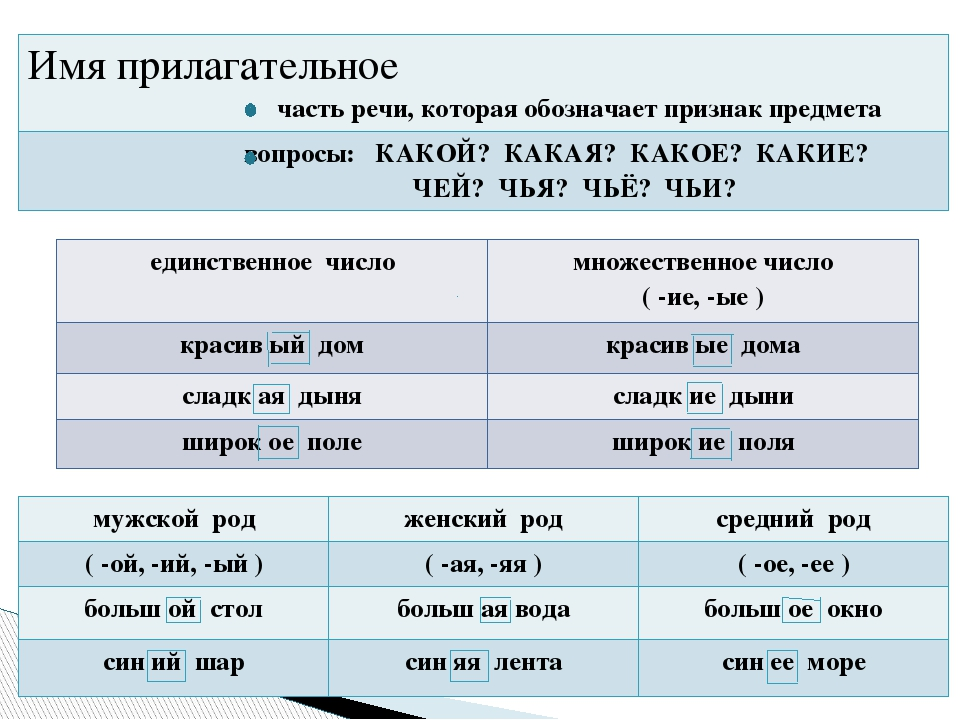 Имя прилагательное
часть речи, которая обозначает признак предмета
вопросы: КАКОЙ? КАКАЯ? КАКОЕ? КАКИЕ?
ЧЕЙ? ЧЬЯ? ЧЬЁ? ЧЬИ?
единственное число множественное число
( -ие, -ые )
красив ый дом красив ые дома
сладк ая дыня сладк ие дыни
широк ое поле широк ие поля
мужской род женский род средний род
( -ой, -ий, -ый ) ( -ая, -яя ) ( -ое, -ее )
больш ой стол больш ая вода больш ое окно
син ий шар син яя лента син ее море